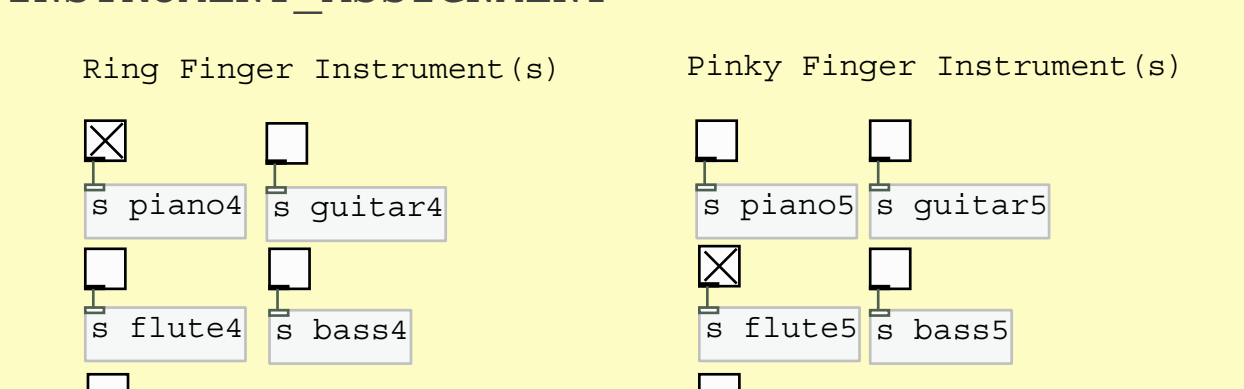 Ring Finger Instrument(s)
Pinky Finger Instrument(s)
s piano4
s guitar4
s flute4
s bass4
s piano5
s guitar5
s flute5
s bass5